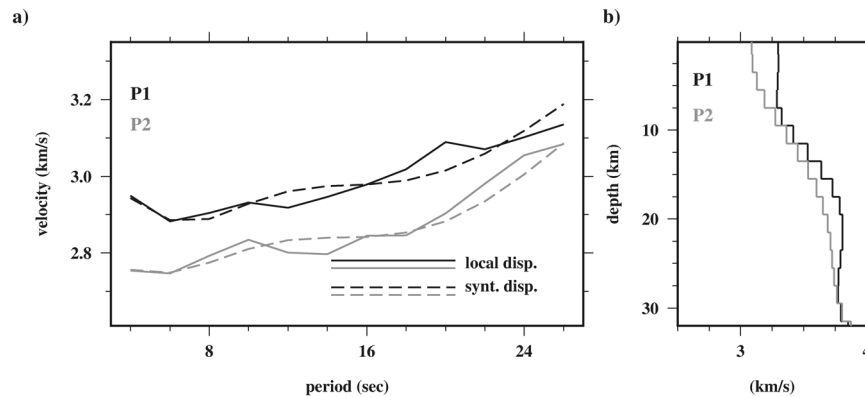 a)
b)
P1
P2
3.2
3.0
2.8
velocity (km/s)
8
16
24
period (sec)
local disp.
synt. disp.
P1
P2
10
20
30
depth (km)
3
4
(km/s)